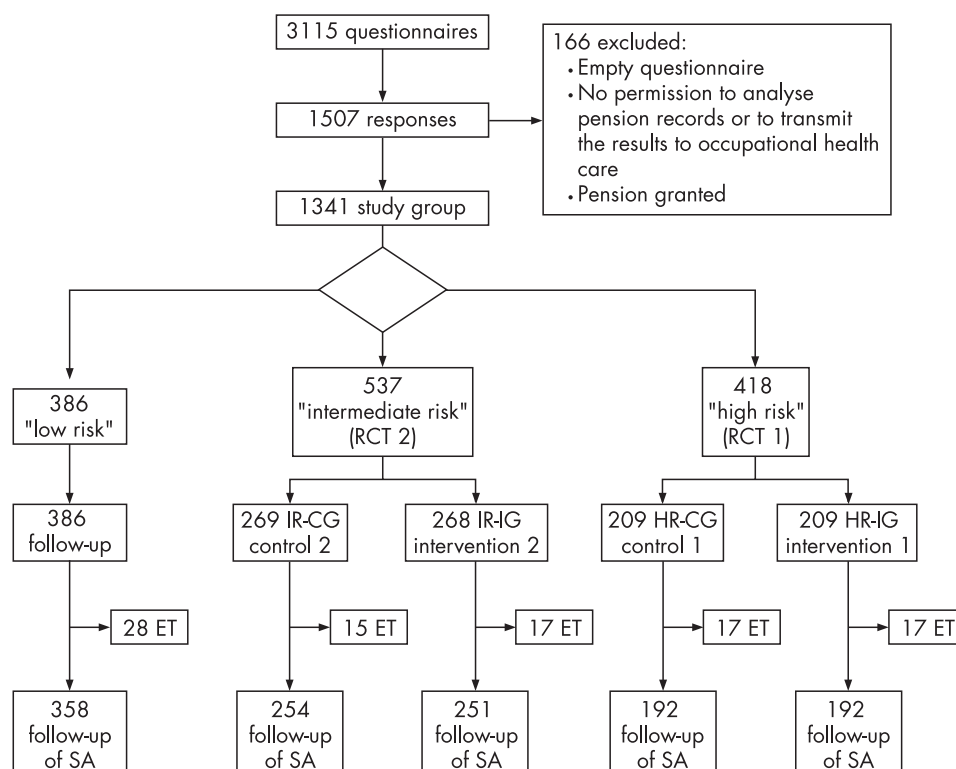 3115 questionnaires
166 excluded:
• Empty questionnaire
• No permission to analyse
pension records or to transmit
the results to occupational health
care
• Pension granted
1507 responses
1341 study group
386
"low risk"
537
"intermediate risk"
(RCT 2)
418
"high risk"
(RCT 1)
386
follow-up
269 IR-CG
control 2
268 IR-IG
intervention 2
209 HR-CG
control 1
209 HR-IG
intervention 1
28 ET
15 ET
17 ET
17 ET
17 ET
358
follow-up
of SA
254
follow-up
of SA
251
follow-up
of SA
192
follow-up
of SA
192
follow-up
of SA